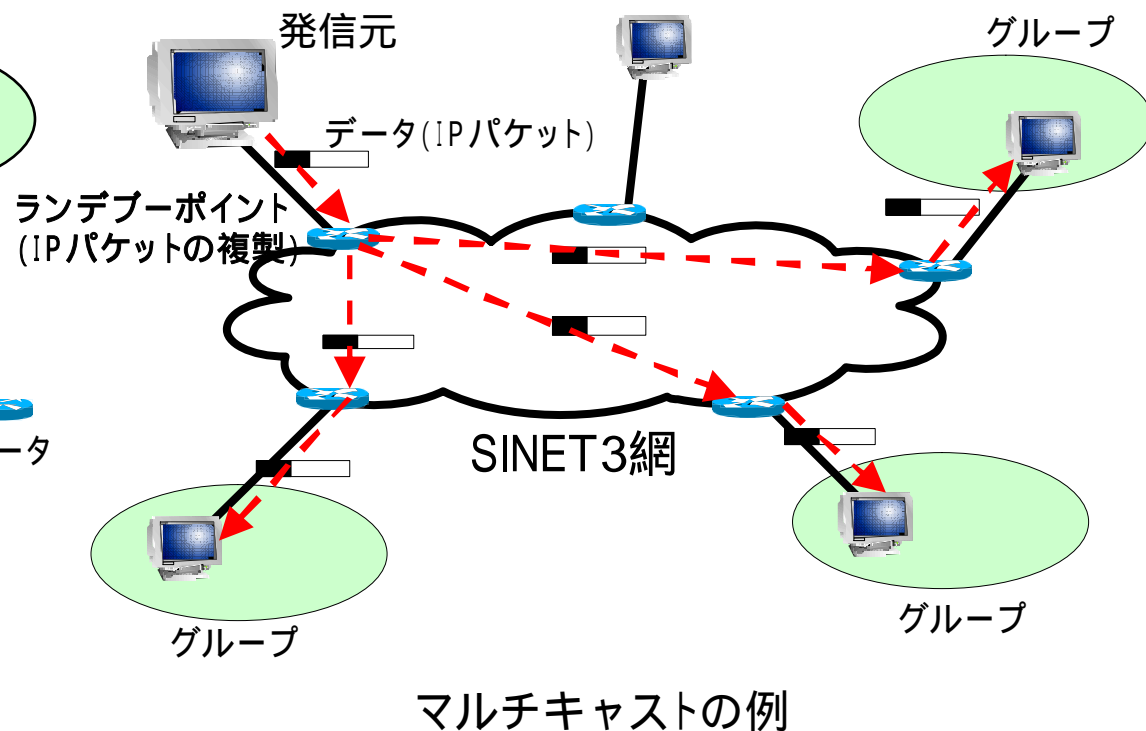 発信元
グループ
データ(IPパケット)
ランデブーポイント
(IPパケットの複製)
ータ
SINET3網
グループ
グループ
マルチキャストの例